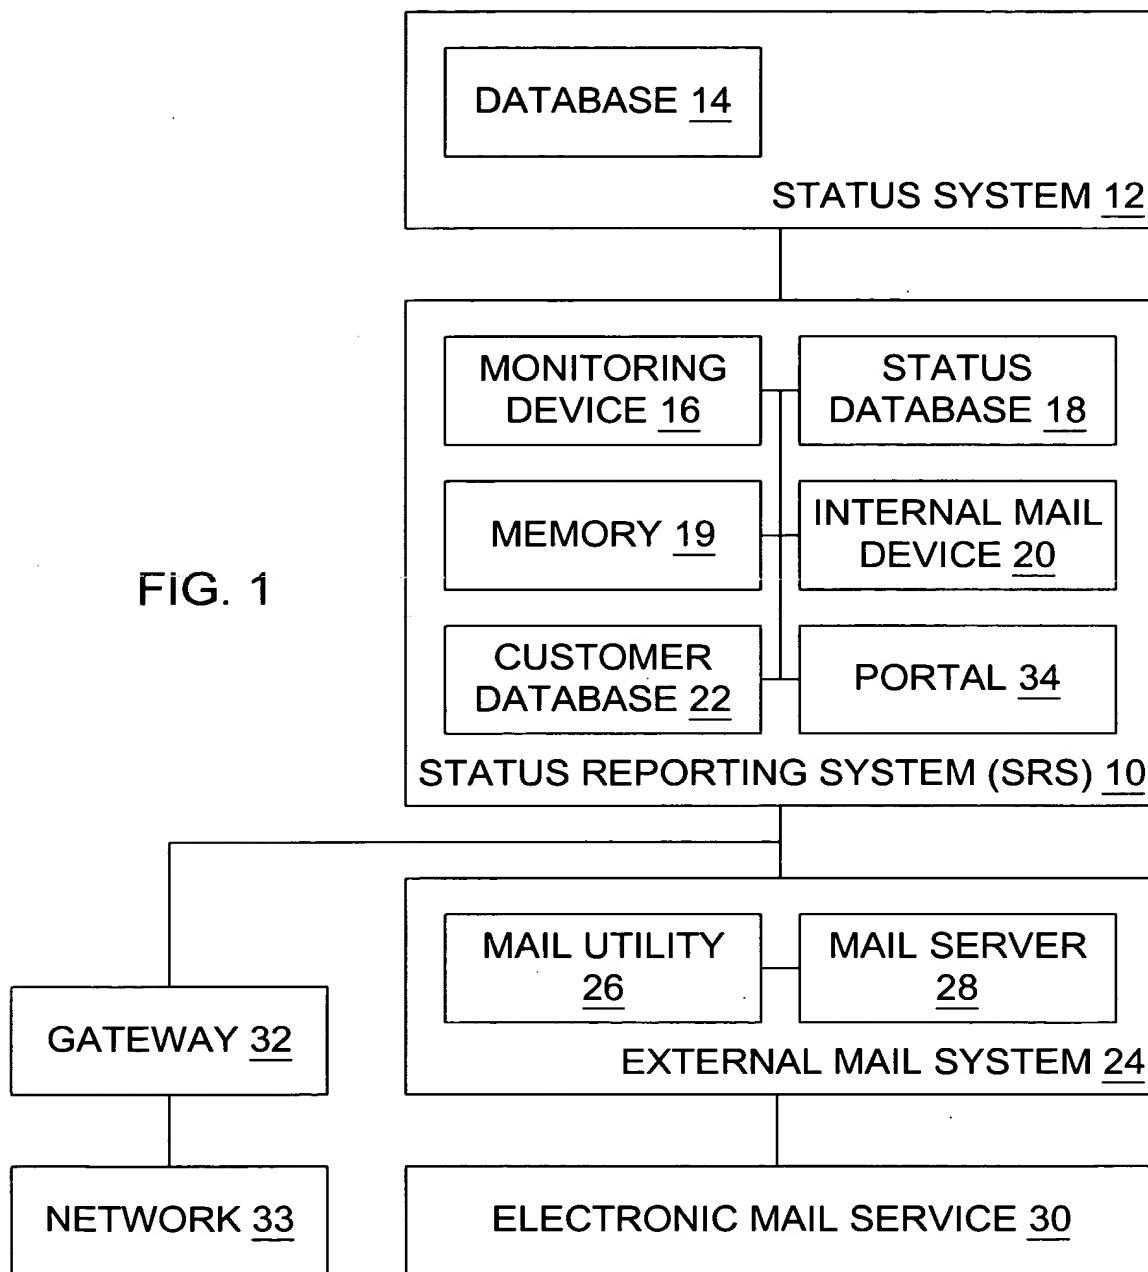 DATABASE 14
STATUS SYSTEM 12
MONITORING
DEVICE 16
STATUS
DATABASE 18
MEMORY 19
INTERNAL MAIL
DEVICE 20
FIG. 1
CUSTOMER
DATABASE 22
PORTAL 34
STATUS REPORTING SYSTEM (SRS) 10
MAIL UTILITY
26
MAIL SERVER
28
EXTERNAL MAIL SYSTEM 24
GATEWAY 32
NETWORK 33
ELECTRONIC MAIL SERVICE 30